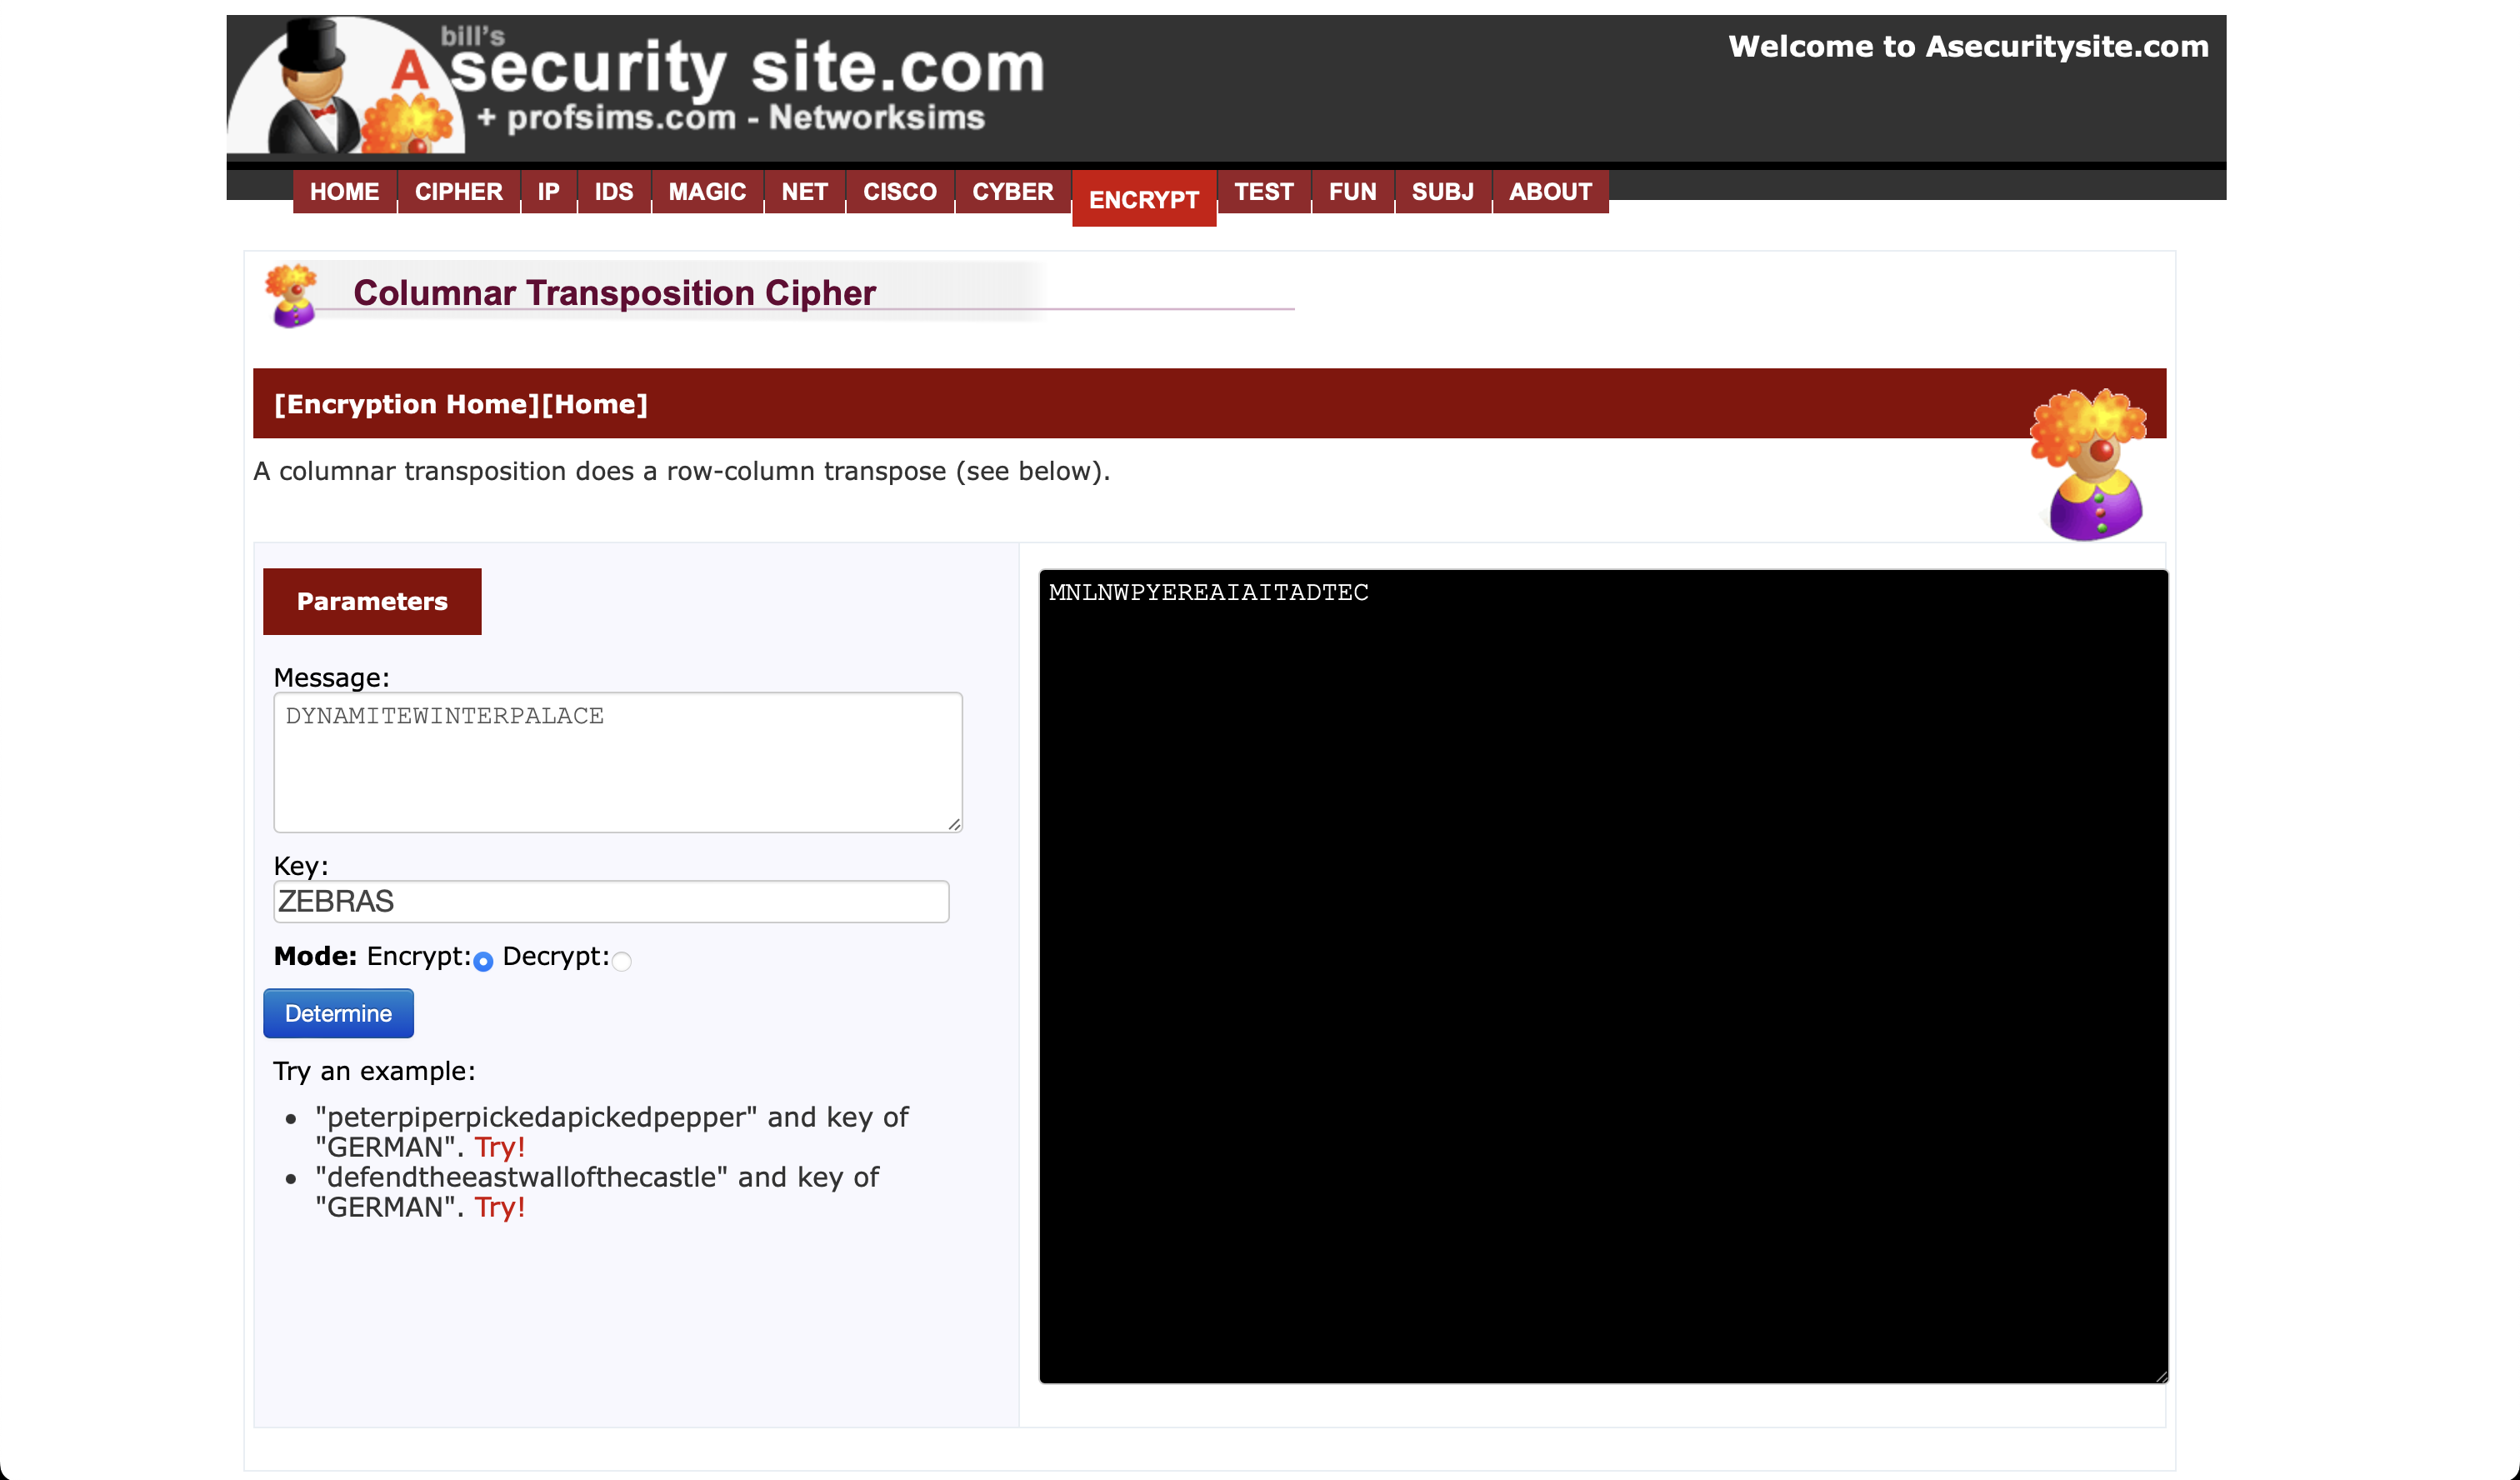 bill's
A security site.com
+ profsims.com - Networksims
Welcome to Asecuritysite.com
HOME CIPHER IP IDS MAGIC NET CISCO CYBER ENCRYPT TEST FUN SUBJ ABOUT
Columnar Transposition Cipher
[Encryption Home][Home]
A columnar transposition does a row-column transpose (see below).
Parameters
Message:
DYNAMITEWINTERPALACE
Key:
ZEBRAS
Mode: Encrypt: Decrypt:
Determine
Try an example:
• "peterpiperpickedapickedpepper" and key of
"GERMAN". Try!
• "defendtheeastwallofthecastle" and key of
"GERMAN". Try!
MNLNWPYEREAIAITADTEC